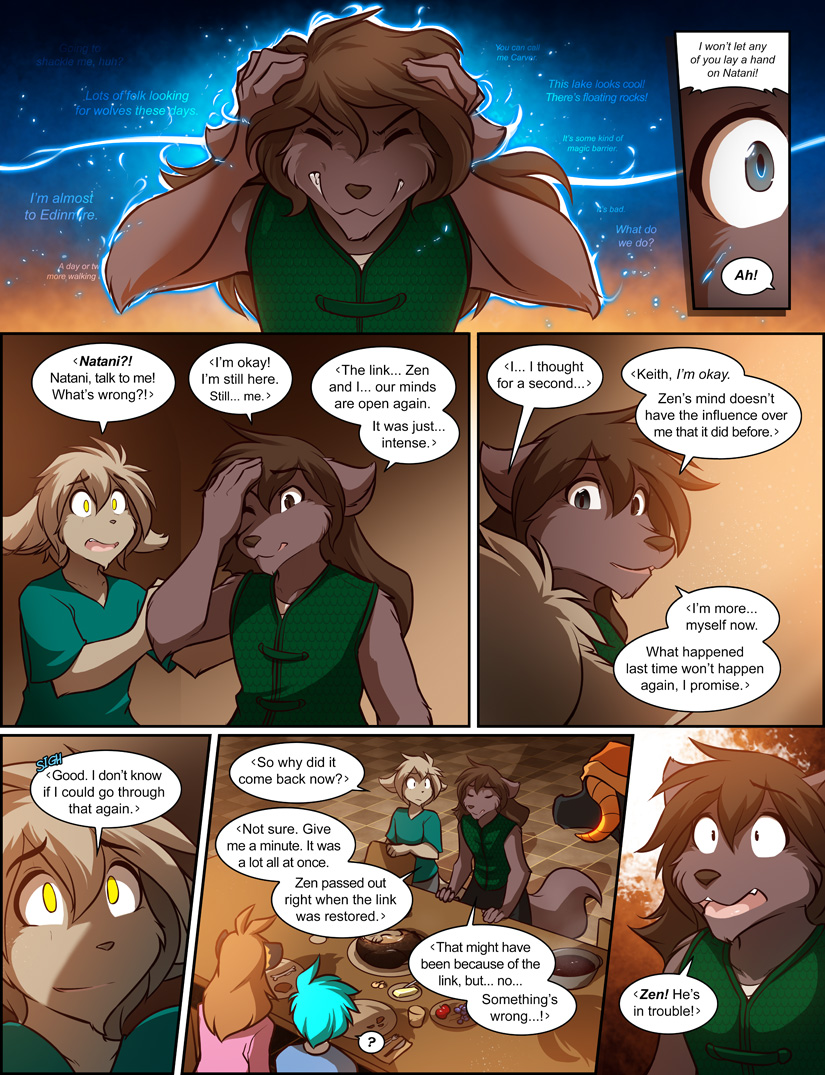 Going to
shackle me, huh?
Lots of folk looking
for wolves these days.
I'm almost
to Edinmire.
A day or tw
more walking
You can call
me Carver.
This lake looks cool!
There's floating rocks!
It's some kind of
magic barrier.
It's bad.
What do
we do?
I won't let any
of you lay a hand
on Natani!
Ah!
‹Natani?!
Natani, talk to me!
What's wrong?!›
‹I'm okay!
I'm still here.
Still... me.›
‹The link... Zen
and I... our minds
are open again.
It was just...
intense.›
‹I... I thought
for a second...›
‹Keith, I'm okay.
Zen's mind doesn't
have the influence over
me that it did before.›
‹I'm more...
myself now.
What happened
last time won't happen
again, I promise.›
SIGH
‹Good. I don't know
if I could go through
that again.›
‹So why did it
come back now?›
‹Not sure. Give
me a minute. It was
a lot all at once.
Zen passed out
right when the link
was restored.›
‹That might have
been because of the
link, but... no...
Something's
wrong...!›
?
‹Zen! He's
in trouble!›